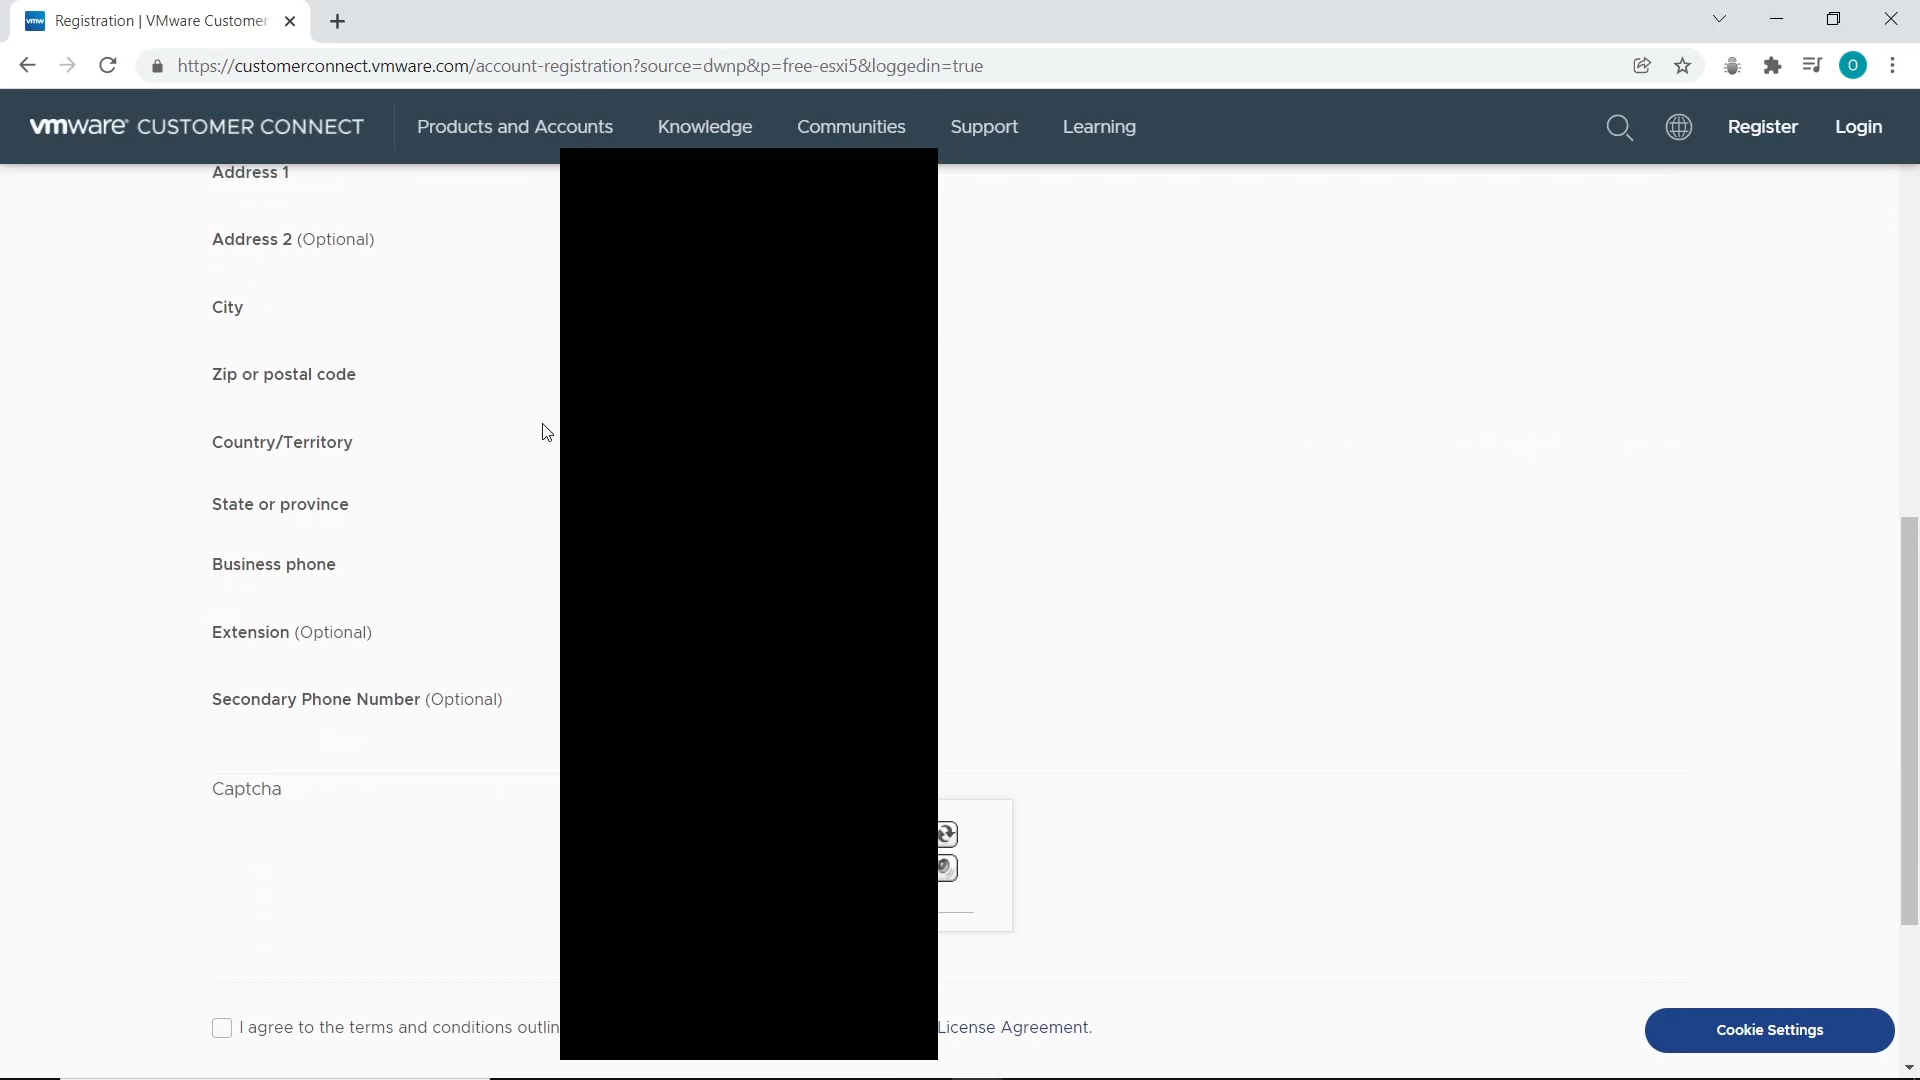 vmw Registration | VMware Customer
https://customerconnect.vmware.com/account-registration?source=dwnp&p=free-esxi5&loggedin=true
O
vmware® CUSTOMER CONNECT Products and Accounts Knowledge Communities Support Learning Register Login
Address 1
Address 2 (Optional)
City
Zip or postal code
Country/Territory
State or province
Business phone
Extension (Optional)
Secondary Phone Number (Optional)
Captcha
I agree to the terms and conditions outlin License Agreement.
Cookie Settings